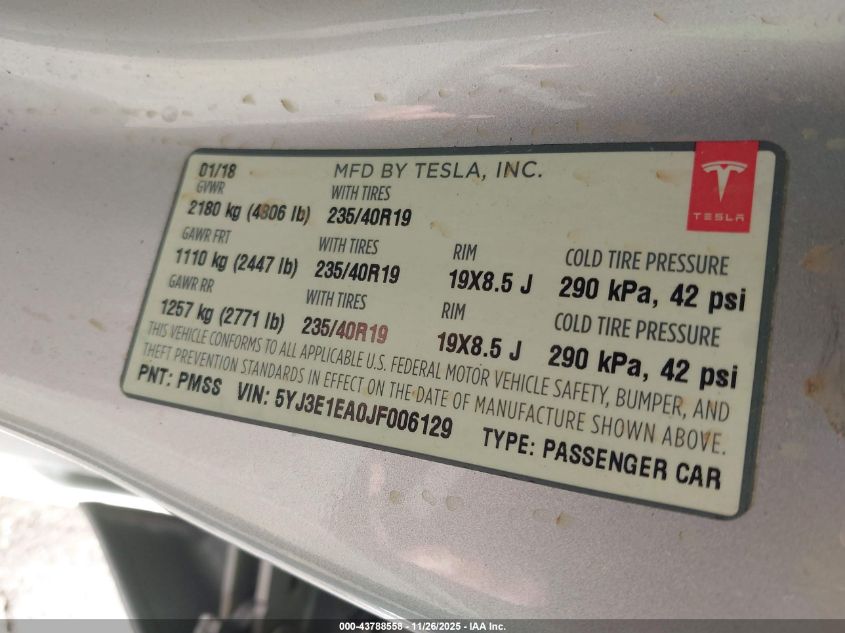 01/18 MFD BY TESLA, INC.
TESLA
GVWR WITH TIRES
2180 kg (4806 lb) 235/40R19
GAWR FRT WITH TIRES RIM COLD TIRE PRESSURE
1110 kg (2447 lb) 235/40R19 19X8.5 J 290 kPa, 42 psi
GAWR RR WITH TIRES RIM COLD TIRE PRESSURE
1257 kg (2771 lb) 235/40R19 19X8.5 J 290 kPa, 42 psi
THIS VEHICLE CONFORMS TO ALL APPLICABLE U.S. FEDERAL MOTOR VEHICLE SAFETY, BUMPER, AND
THEFT PREVENTION STANDARDS IN EFFECT ON THE DATE OF MANUFACTURE SHOWN ABOVE.
PNT: PMSS VIN: 5YJ3E1EA0JF006129 TYPE: PASSENGER CAR
000-43788558 - 11/26/2025 - IAA Inc.